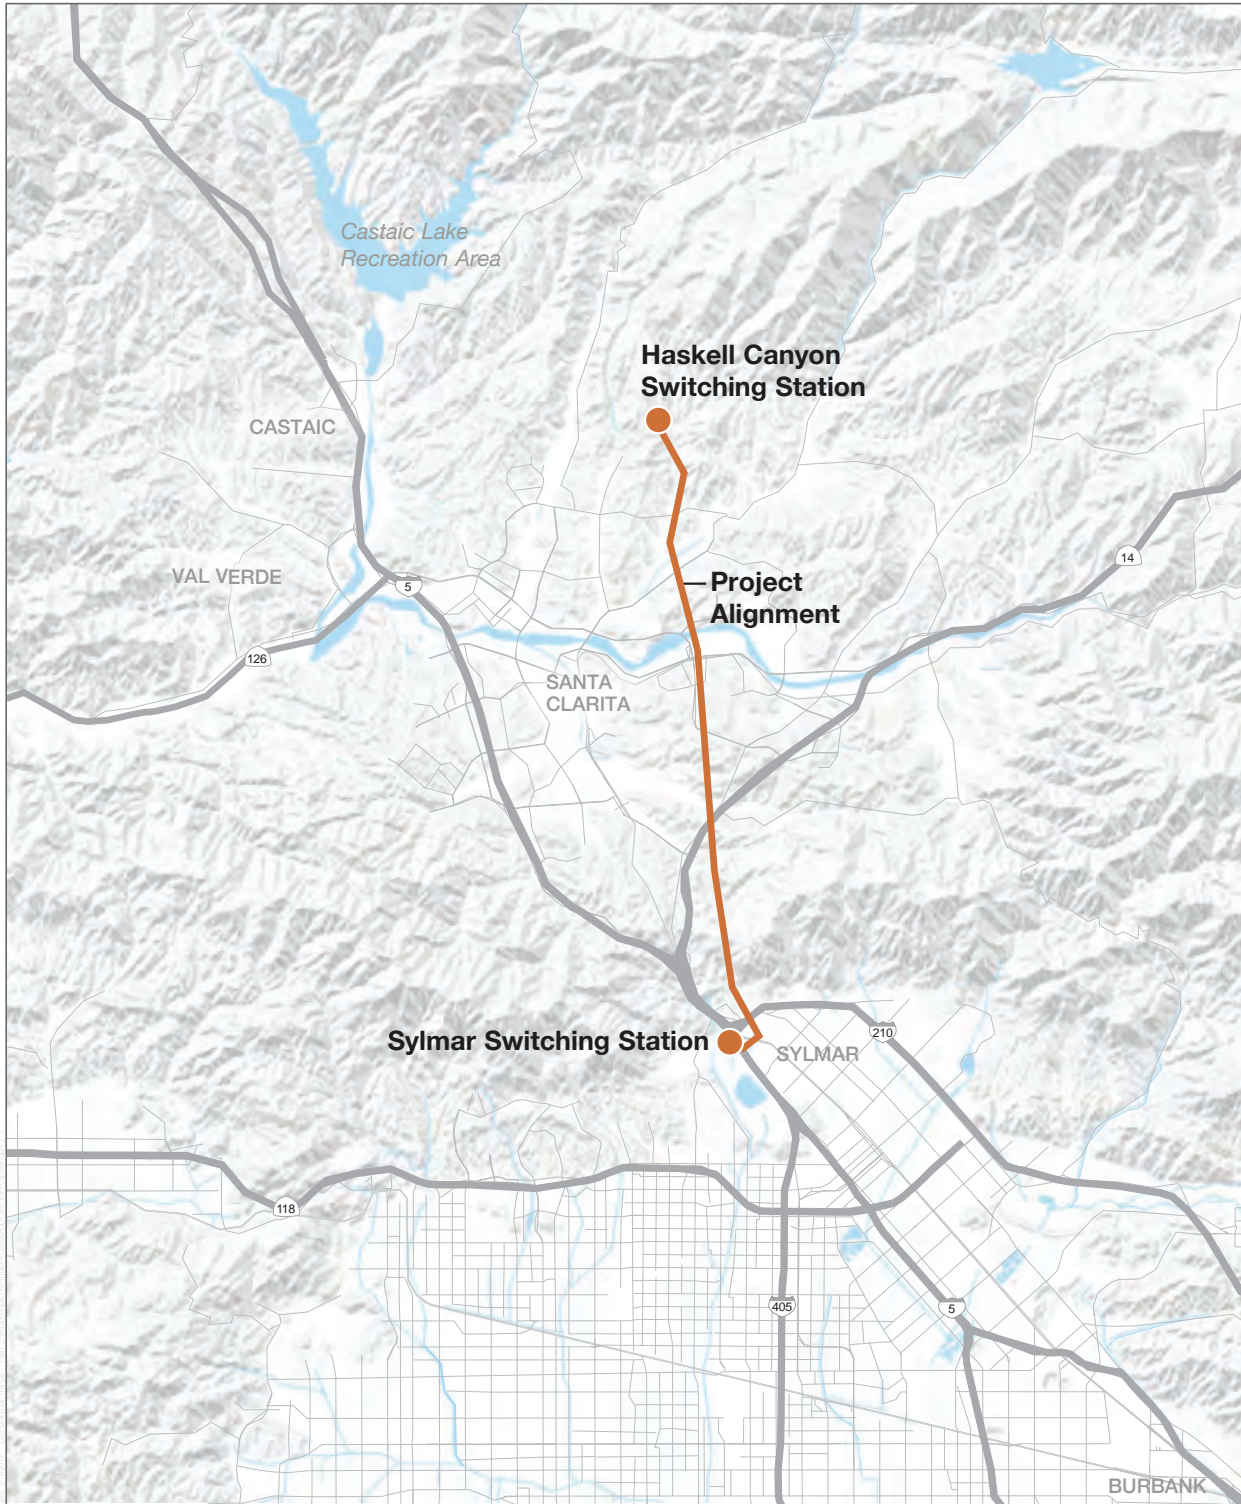 Castaic Lake
Recreation Area
Haskell Canyon
Switching Station
CASTAIC
14
VAL VERDE
5
Project
Alignment
126
SANTA
CLARITA
210
Sylmar Switching Station
SYLMAR
118
405
5
BURBANK